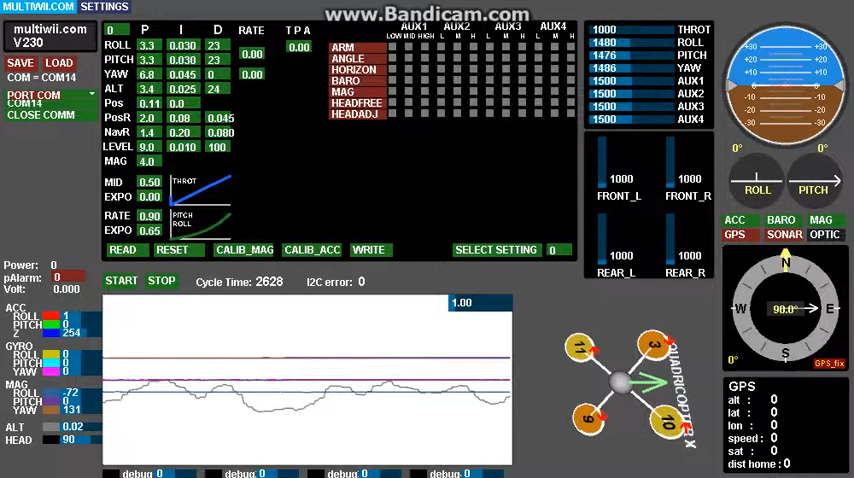 MULTIWII.COM SETTINGS
www.Bandicam.com
multiwii.com
V230
SAVE LOAD
COM = COM14
PORT COM
COM14
CLOSE COMM
0 P I D RATE T P A
ROLL 3.3 0.030 23
0.00
PITCH 3.3 0.030 23
0.00
YAW 6.8 0.045 0 0.00
ALT 3.4 0.025 24
Pos 0.11 0.0
PosR 2.0 0.08 0.045
NavR 1.4 0.20 0.080
LEVEL 9.0 0.010 100
MAG 4.0
MID 0.50 THROT
EXPO 0.00
RATE 0.90 PITCH
ROLL
EXPO 0.65
READ RESET CALIB_MAG CALIB_ACC WRITE SELECT SETTING 0
AUX1 AUX2 AUX3 AUX4
LOW MID HIGH L M H L M H L M H
ARM
ANGLE
HORIZON
BARO
MAG
HEADFREE
HEADADJ
1000 THROT
1480 ROLL
1476 PITCH
1486 YAW
1500 AUX1
1500 AUX2
1500 AUX3
1500 AUX4
1000 1000
FRONT_L FRONT_R
1000 1000
REAR_L REAR_R
+30 +30
+20 +20
+10 +10
-10 -10
-20 -20
-30 -30
0° 0°
ROLL PITCH
ACC BARO MAG
GPS SONAR OPTIC
N
W 90.0° E
S
0° GPS_fix
GPS
alt : 0
lat : 0
lon : 0
speed : 0
sat : 0
dist home : 0
Power: 0
pAlarm: 0
Volt: 0.000
START STOP Cycle Time: 2628 I2C error: 0
1.00
ACC
ROLL 1
PITCH 0
Z 254
GYRO
ROLL 0
PITCH 0
YAW 0
MAG
ROLL -72
PITCH 0
YAW 131
ALT 0.02
HEAD 90
11 3
9 10
QUADRICOPTER X
debug 0 debug 0 debug 0 debug 0